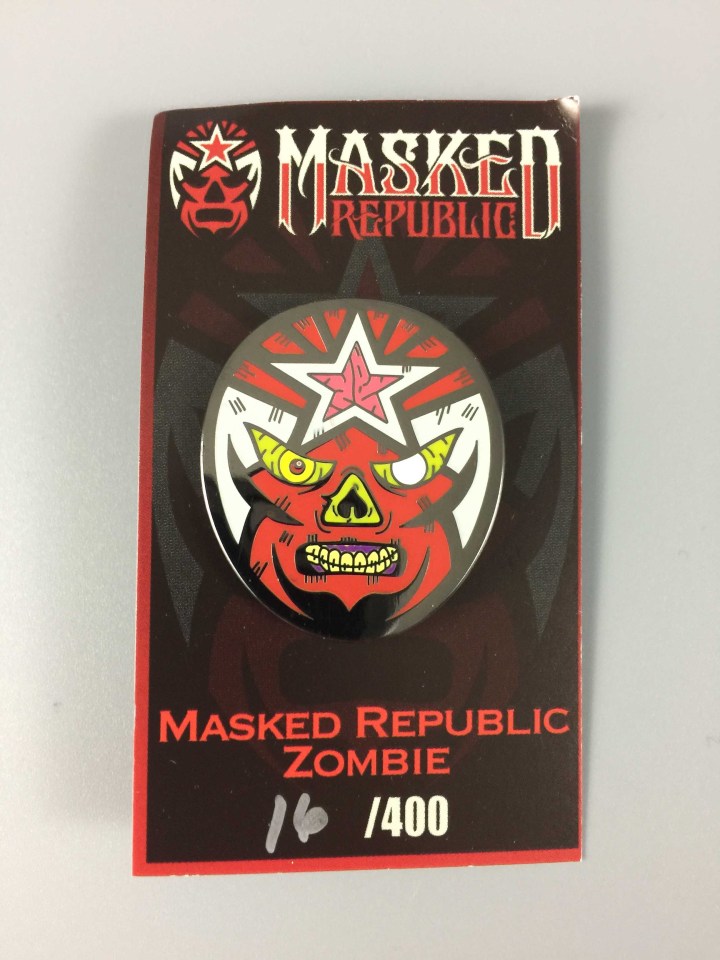 MASKED
REPUBLIC
MASKED REPUBLIC
ZOMBIE
16 /400